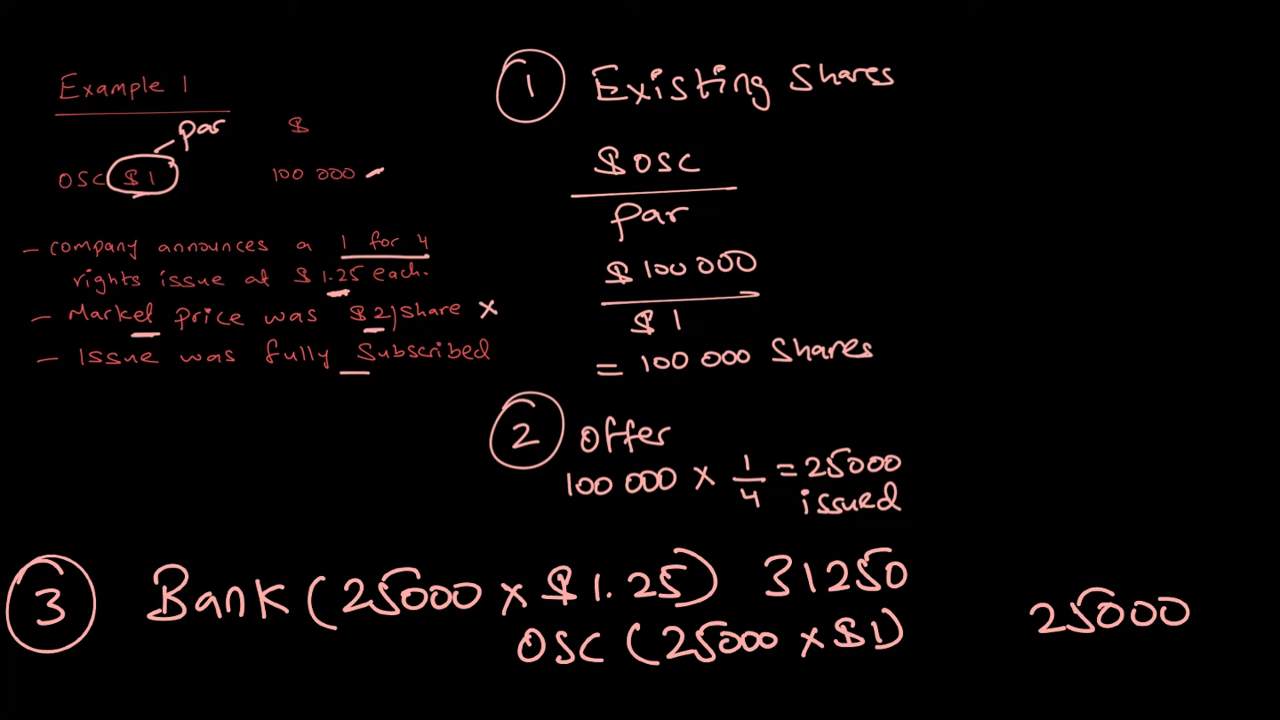 Example 1
par
$
OSC $1 100 000
- Company announces a 1 for 4
rights issue at $1.25 each.
- Market price was $2/share x
- Issue was fully Subscribed
1 Existing Shares
$OSC
par
$100 000
$1
= 100 000 Shares
2 Offer
100 000 x 1/4 = 25000
issued
3 Bank (25000 x $1.25) 31250
OSC (25000 x $1) 25000